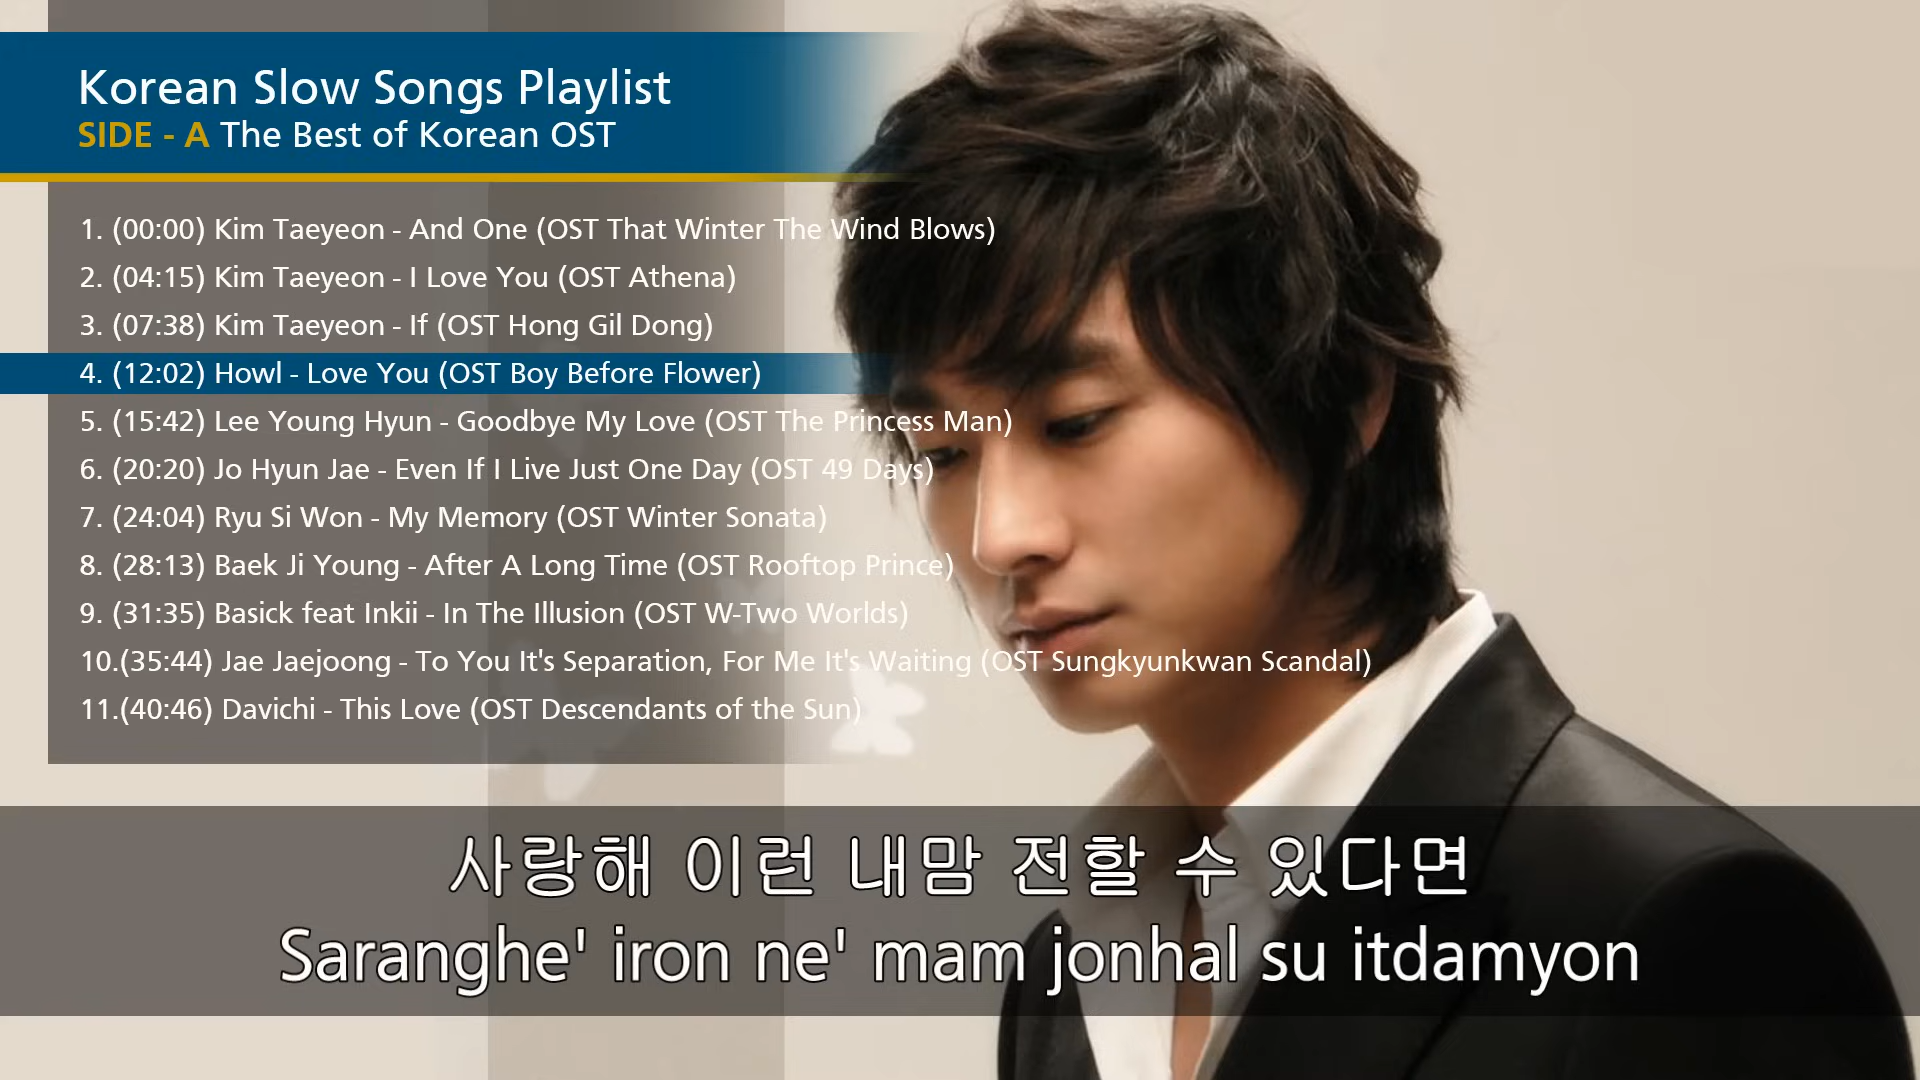 Korean Slow Songs Playlist
SIDE - A The Best of Korean OST
1. (00:00) Kim Taeyeon - And One (OST That Winter The Wind Blows)
2. (04:15) Kim Taeyeon - I Love You (OST Athena)
3. (07:38) Kim Taeyeon - If (OST Hong Gil Dong)
4. (12:02) Howl - Love You (OST Boy Before Flower)
5. (15:42) Lee Young Hyun - Goodbye My Love (OST The Princess Man)
6. (20:20) Jo Hyun Jae - Even If I Live Just One Day (OST 49 Days)
7. (24:04) Ryu Si Won - My Memory (OST Winter Sonata)
8. (28:13) Baek Ji Young - After A Long Time (OST Rooftop Prince)
9. (31:35) Basick feat Inkii - In The Illusion (OST W-Two Worlds)
10.(35:44) Jae Jaejoong - To You It's Separation, For Me It's Waiting (OST Sungkyunkwan Scandal)
11.(40:46) Davichi - This Love (OST Descendants of the Sun)
사랑해 이런 내맘 전할 수 있다면
Saranghe' iron ne' mam jonhal su itdamyon